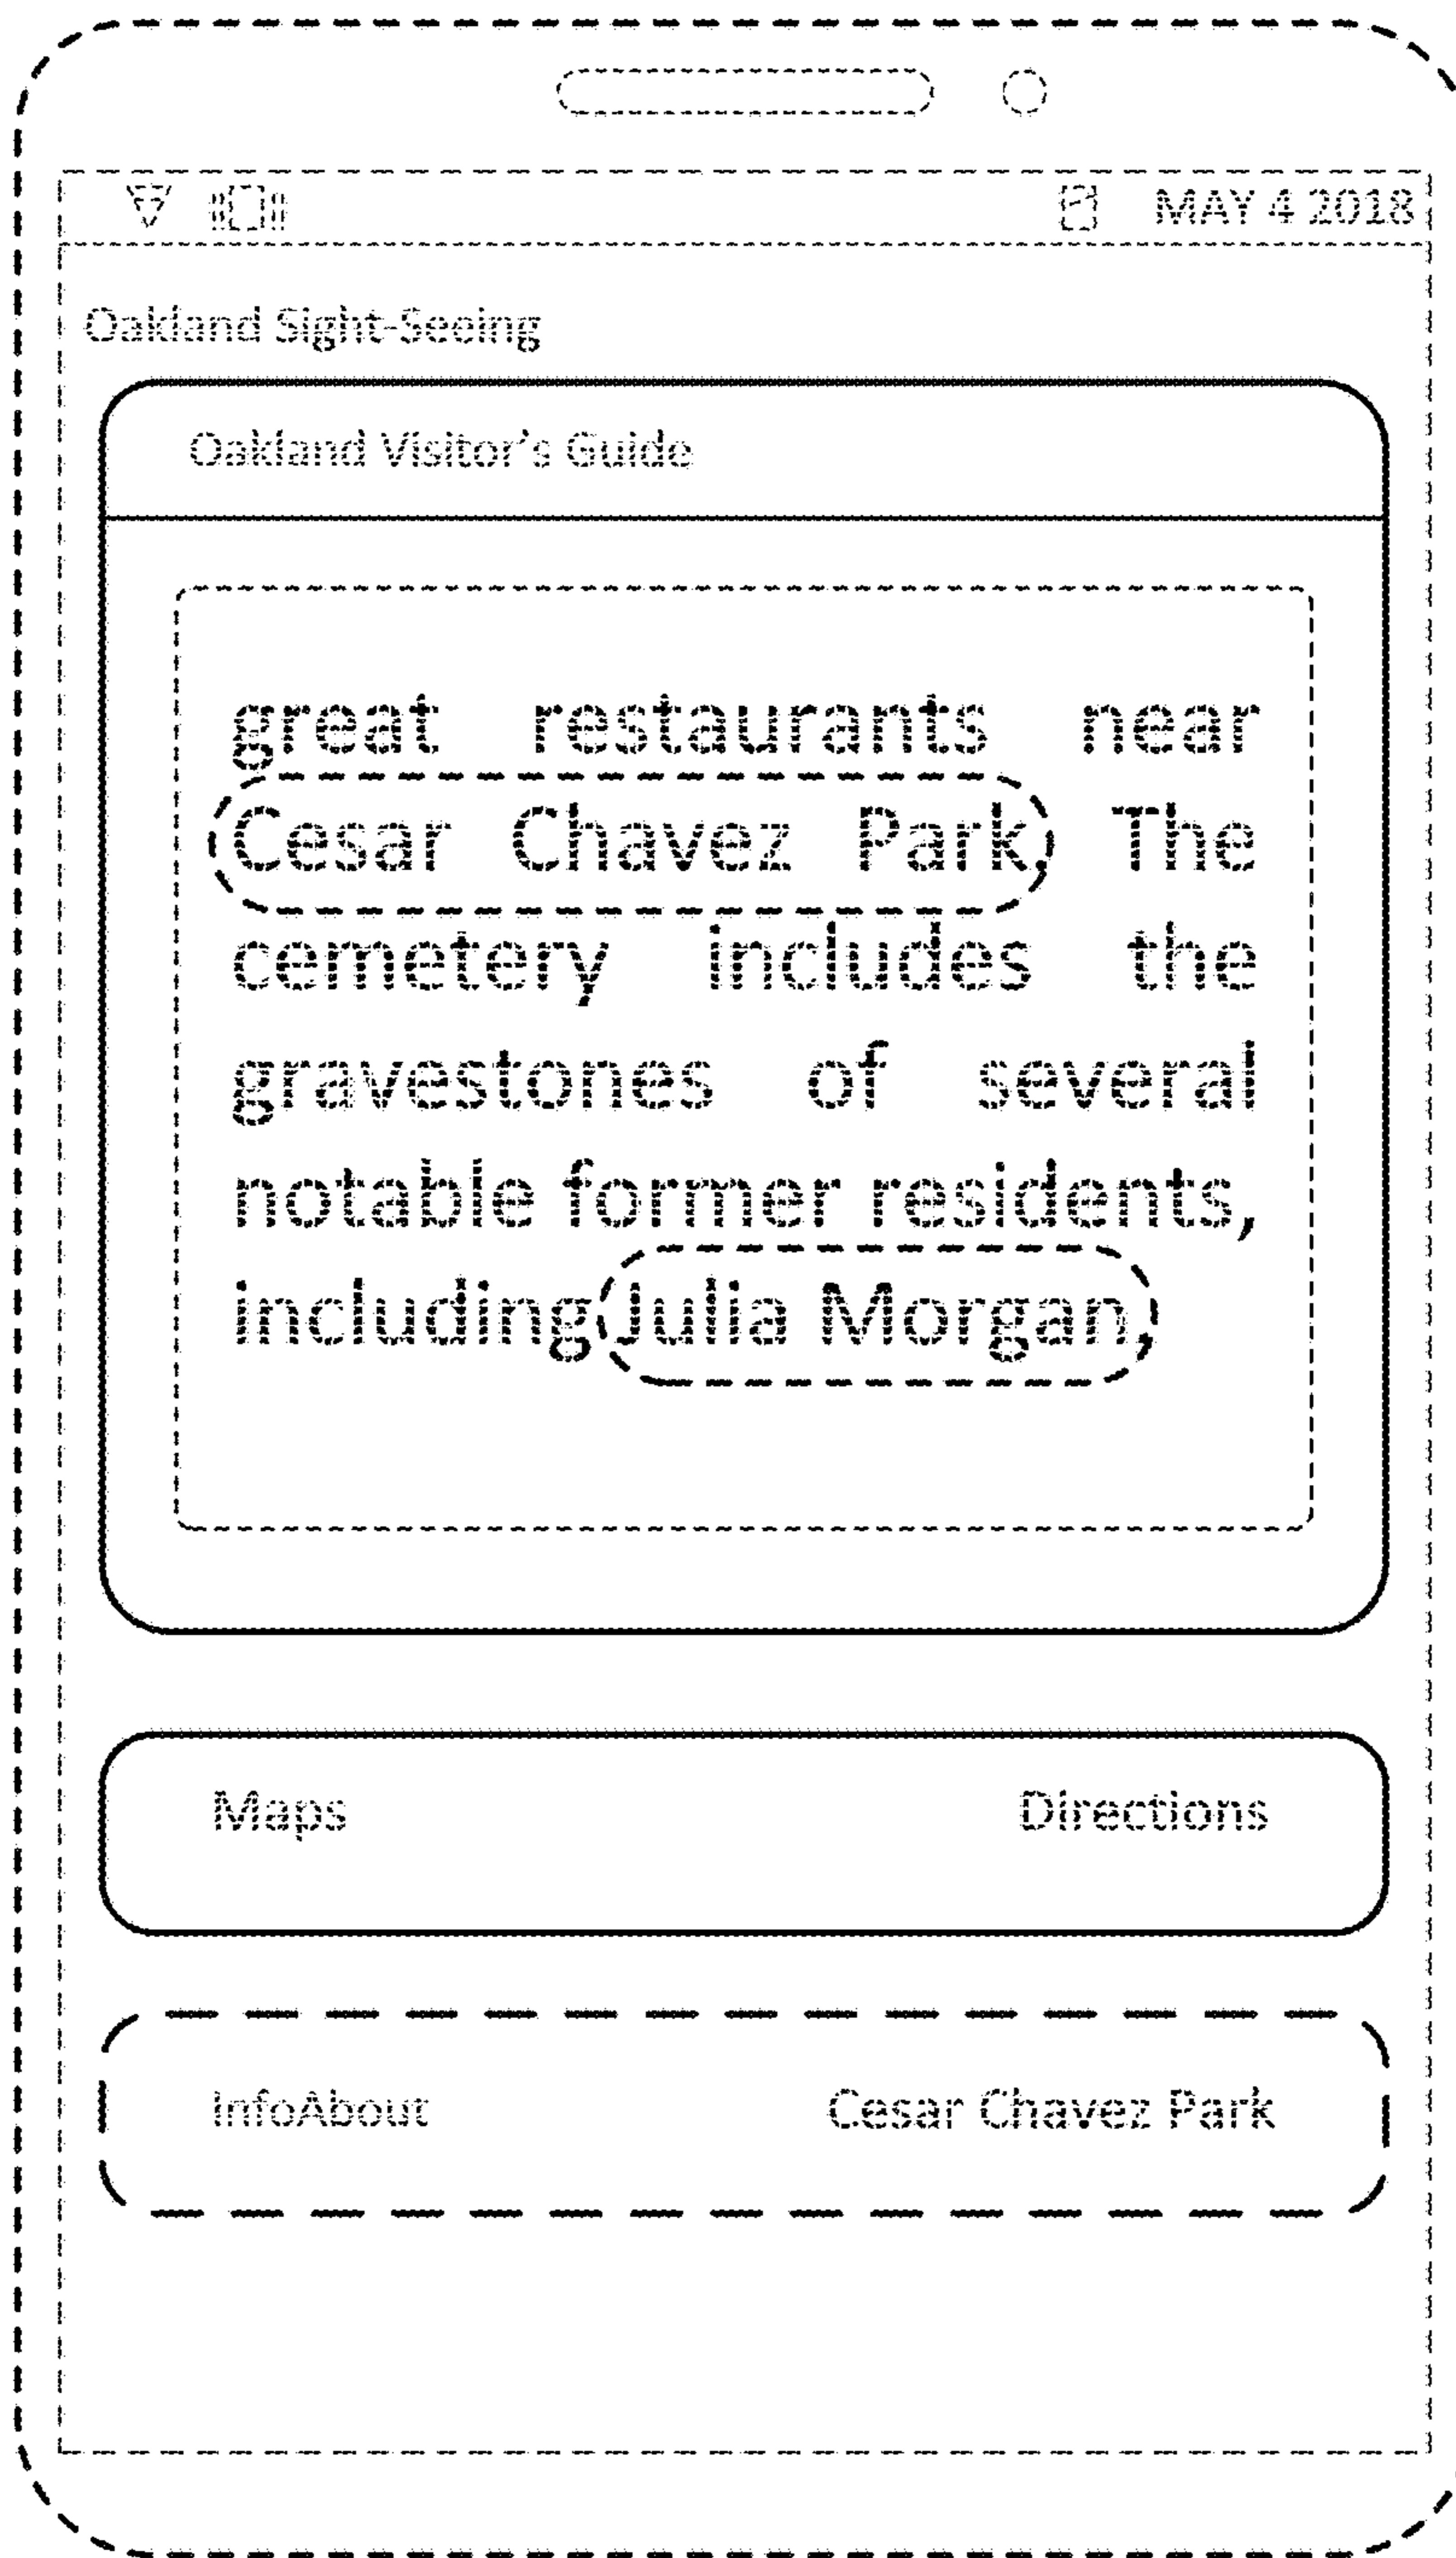 MAY 4 2018
Oakland Sight-Seeing
Oakland Visitor's Guide
great restaurants near
Cesar Chavez Park, The
cemetery includes the
gravestones of several
notable former residents,
including Julia Morgan,
Maps Directions
InfoAbout Cesar Chavez Park